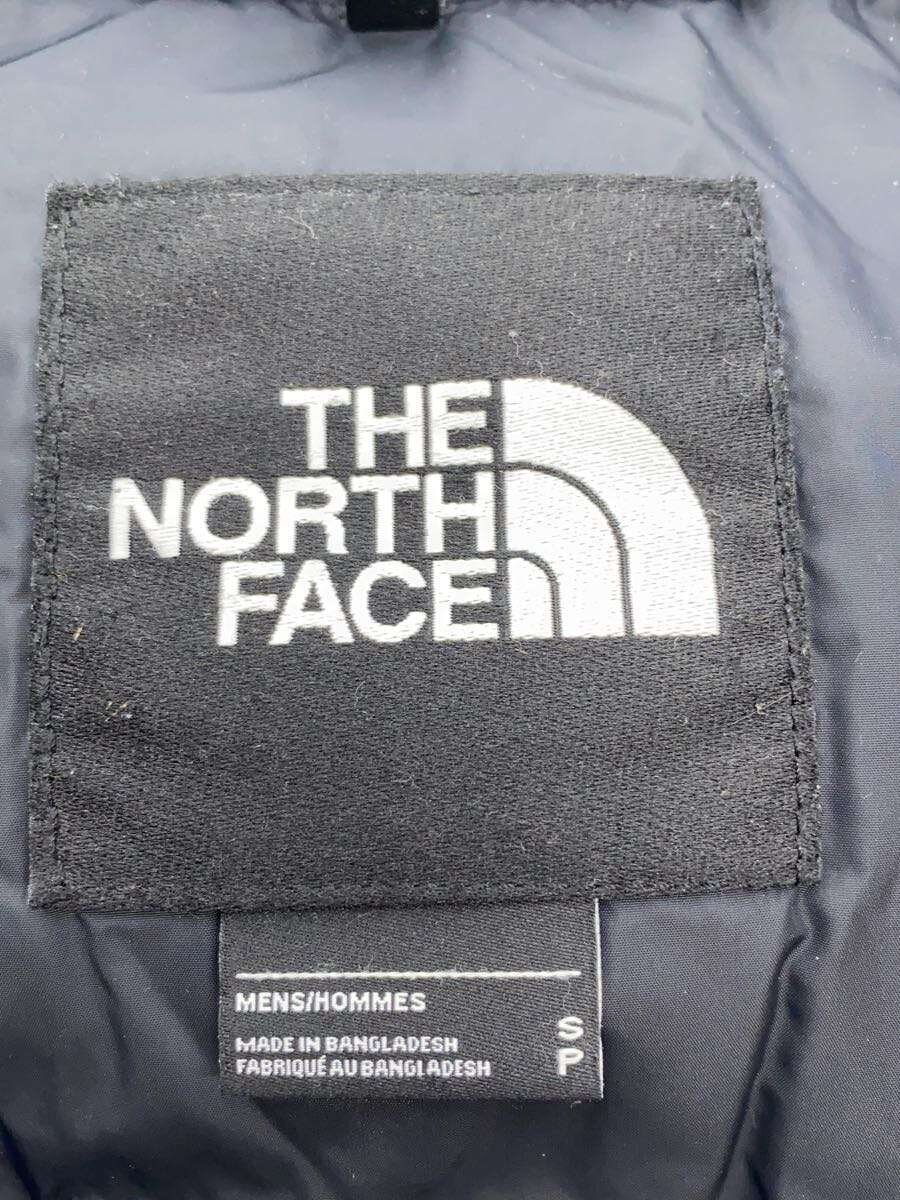 THE
NORTH
FACE
MENS/HOMMES
S
MADE IN BANGLADESH
FABRIQUÉ AU BANGLADESH
P